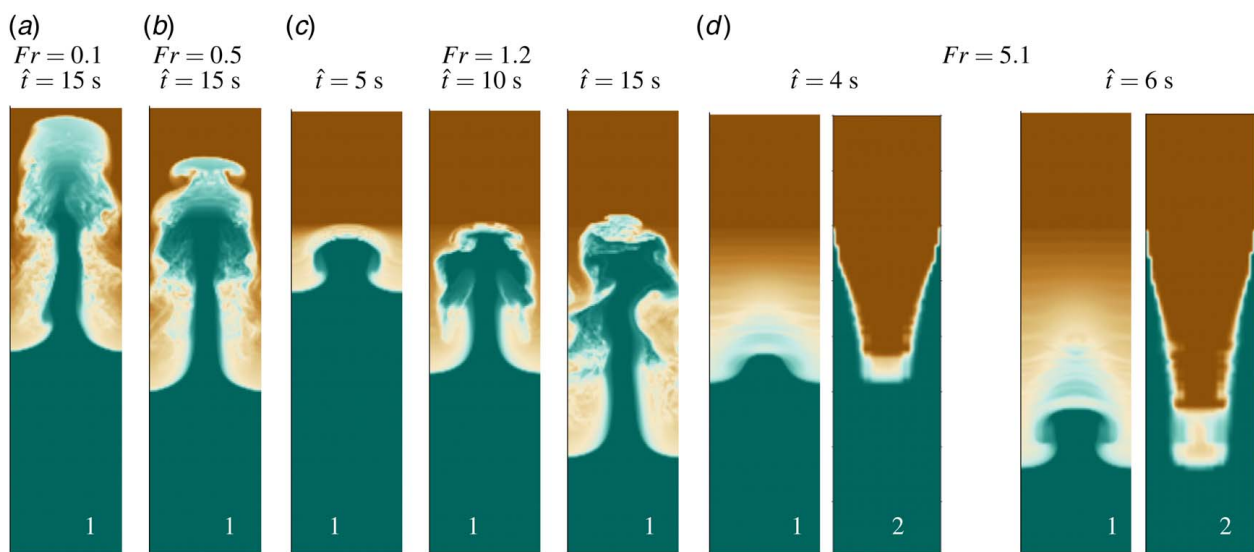 (a) (b) (c) (d)
Fr = 0.1 Fr = 0.5 Fr = 1.2 Fr = 5.1
t̂ = 15 s t̂ = 15 s t̂ = 5 s t̂ = 10 s t̂ = 15 s t̂ = 4 s t̂ = 6 s
1 1 1 1 1 1 2 1 2